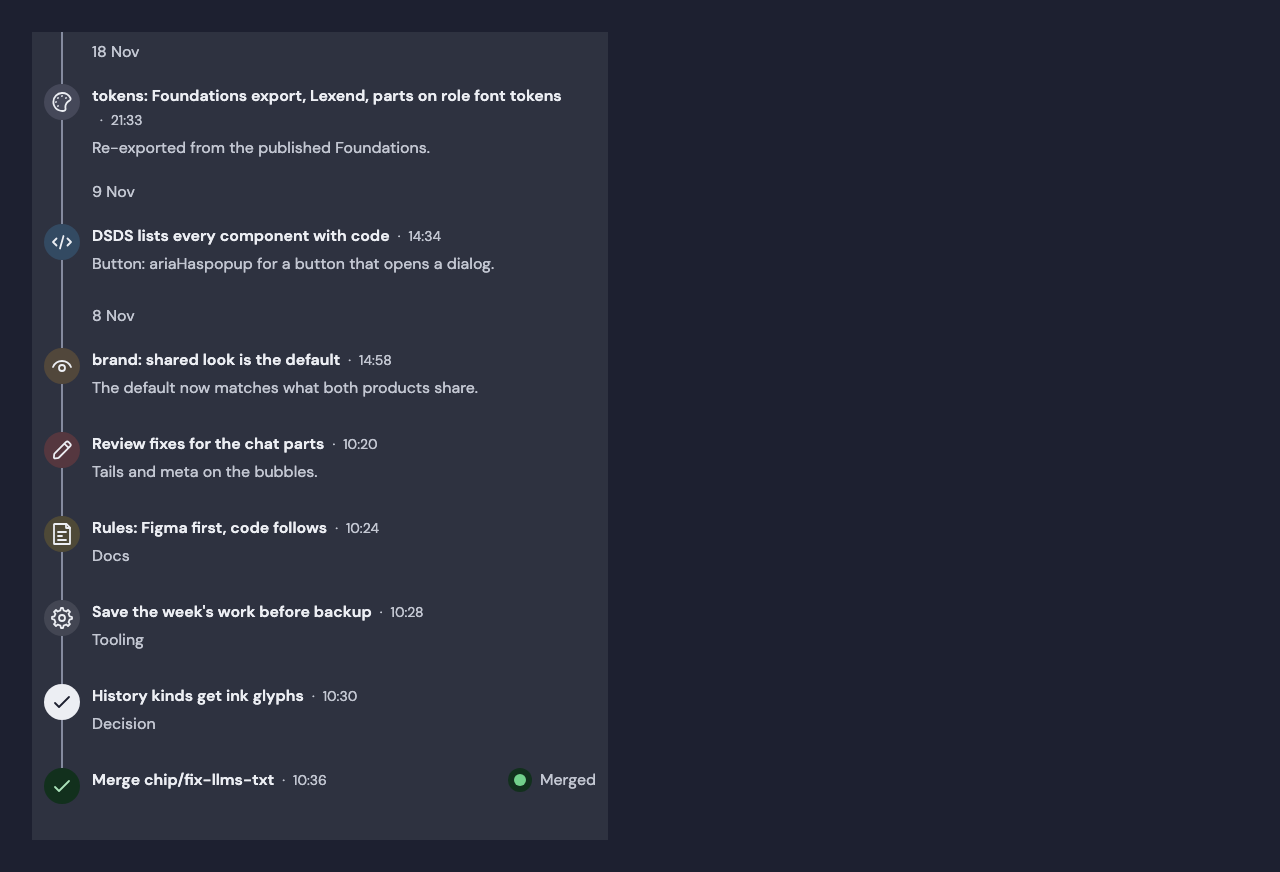 18 Nov
tokens: Foundations export, Lexend, parts on role font tokens
· 21:33
Re-exported from the published Foundations.
9 Nov
DSDS lists every component with code · 14:34
Button: ariaHaspopup for a button that opens a dialog.
8 Nov
brand: shared look is the default · 14:58
The default now matches what both products share.
Review fixes for the chat parts · 10:20
Tails and meta on the bubbles.
Rules: Figma first, code follows · 10:24
Docs
Save the week's work before backup · 10:28
Tooling
History kinds get ink glyphs · 10:30
Decision
Merge chip/fix-llms-txt · 10:36 Merged